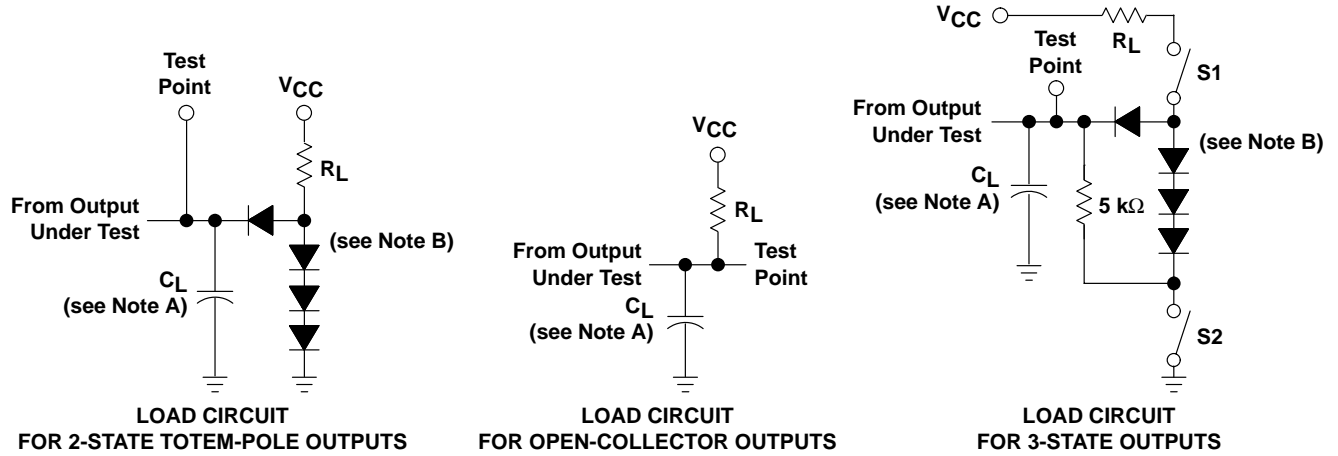 Test
Point
VCC
RL
From Output
Under Test
(see Note B)
CL
(see Note A)
LOAD CIRCUIT
FOR 2-STATE TOTEM-POLE OUTPUTS
VCC
RL
From Output
Under Test
Test
Point
CL
(see Note A)
LOAD CIRCUIT
FOR OPEN-COLLECTOR OUTPUTS
VCC
RL
Test
Point
S1
From Output
Under Test
(see Note B)
CL
(see Note A)
5 kΩ
S2
LOAD CIRCUIT
FOR 3-STATE OUTPUTS